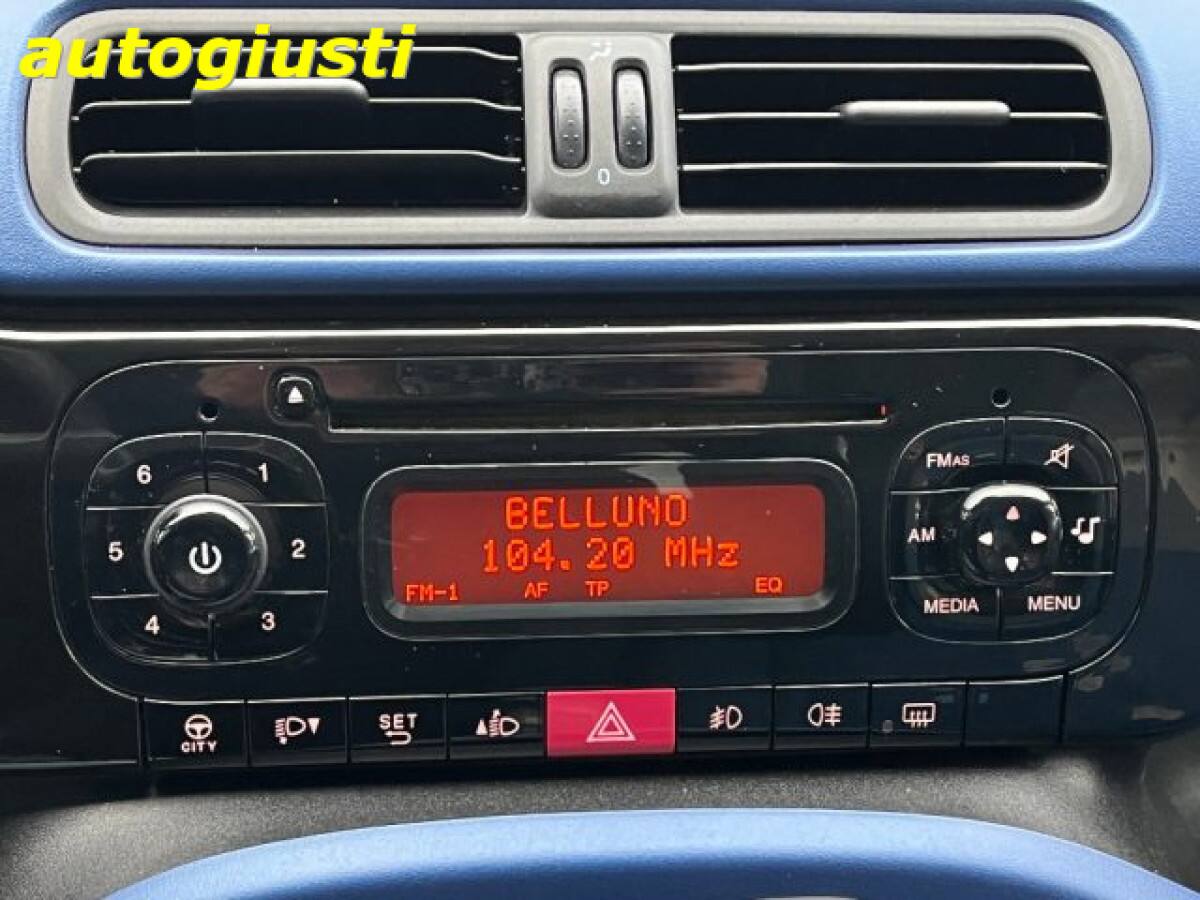 autogiusti
0
6
1
5
2
4
3
BELLUNO
104.20 MHz
FM-1 AF TP EQ
FMAS
AM
MEDIA
MENU
CITY
SET